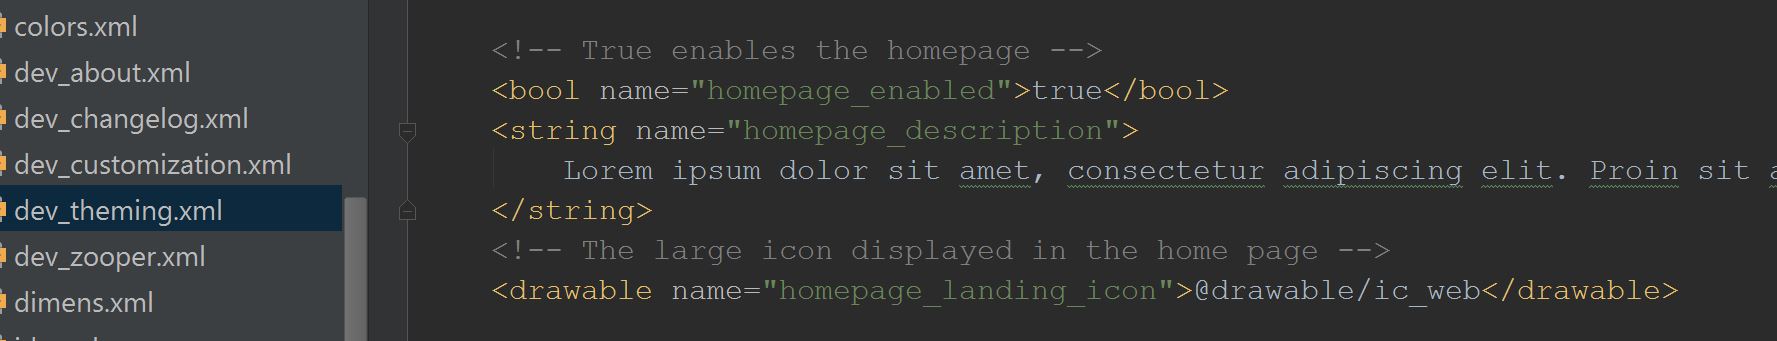 colors.xml
dev_about.xml
dev_changelog.xml
dev_customization.xml
dev_theming.xml
dev_zooper.xml
dimens.xml
<!-- True enables the homepage -->
<bool name="homepage_enabled">true</bool>
<string name="homepage_description">
Lorem ipsum dolor sit amet, consectetur adipiscing elit. Proin sit
</string>
<!-- The large icon displayed in the home page -->
<drawable name="homepage_landing_icon">@drawable/ic_web</drawable>